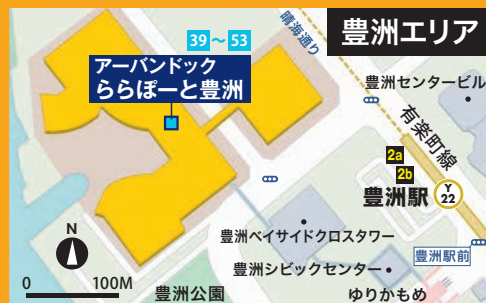 豊洲エリア
39～53
アーバンドック
ららぽーと豊洲
晴海通り
豊洲センタービル
有楽町線
2a
2b
豊洲駅
Y
22
豊洲ベイサイドクロスタワー
豊洲駅前
豊洲シビックセンター
ゆりかもめ
豊洲公園
N
0
100M